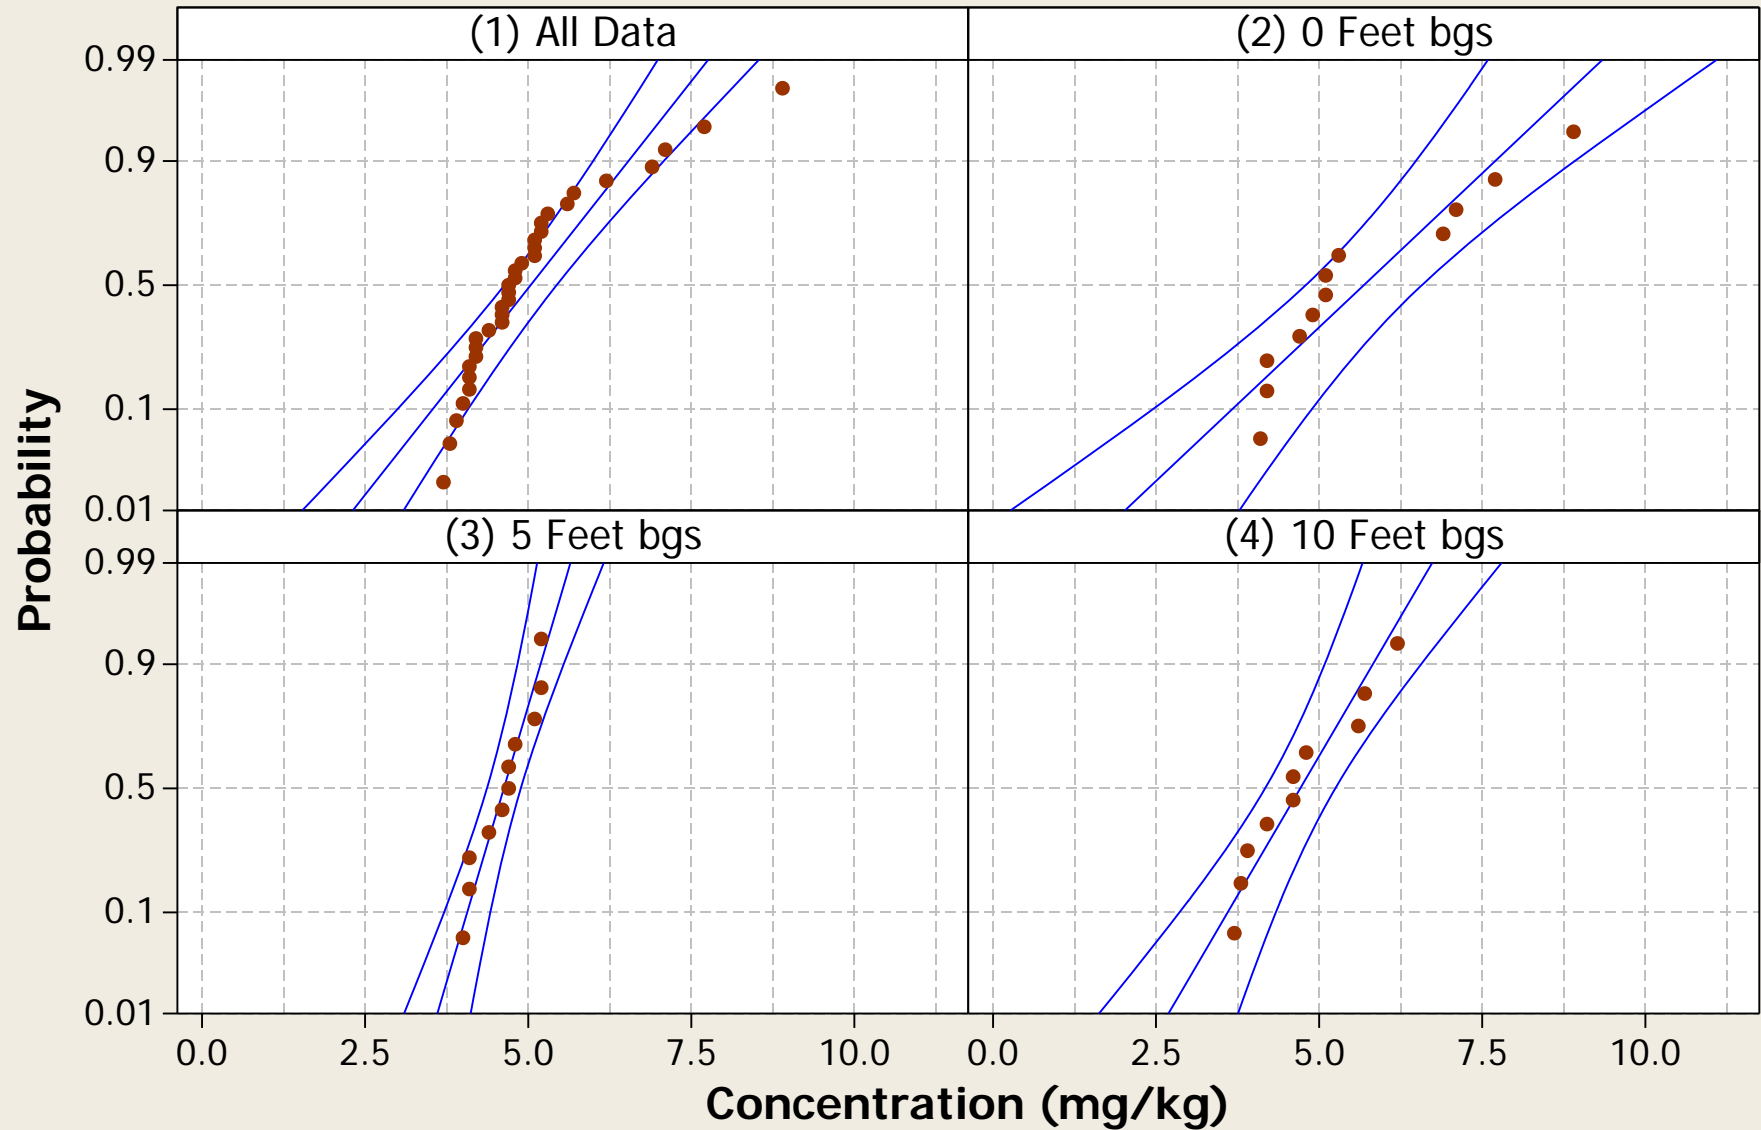 (1) All Data
(2) 0 Feet bgs
0.99
0.9
0.5
0.1
0.01
(3) 5 Feet bgs
(4) 10 Feet bgs
0.99
0.9
0.5
0.1
0.01
Probability
0.0 2.5 5.0 7.5 10.0
0.0 2.5 5.0 7.5 10.0
Concentration (mg/kg)